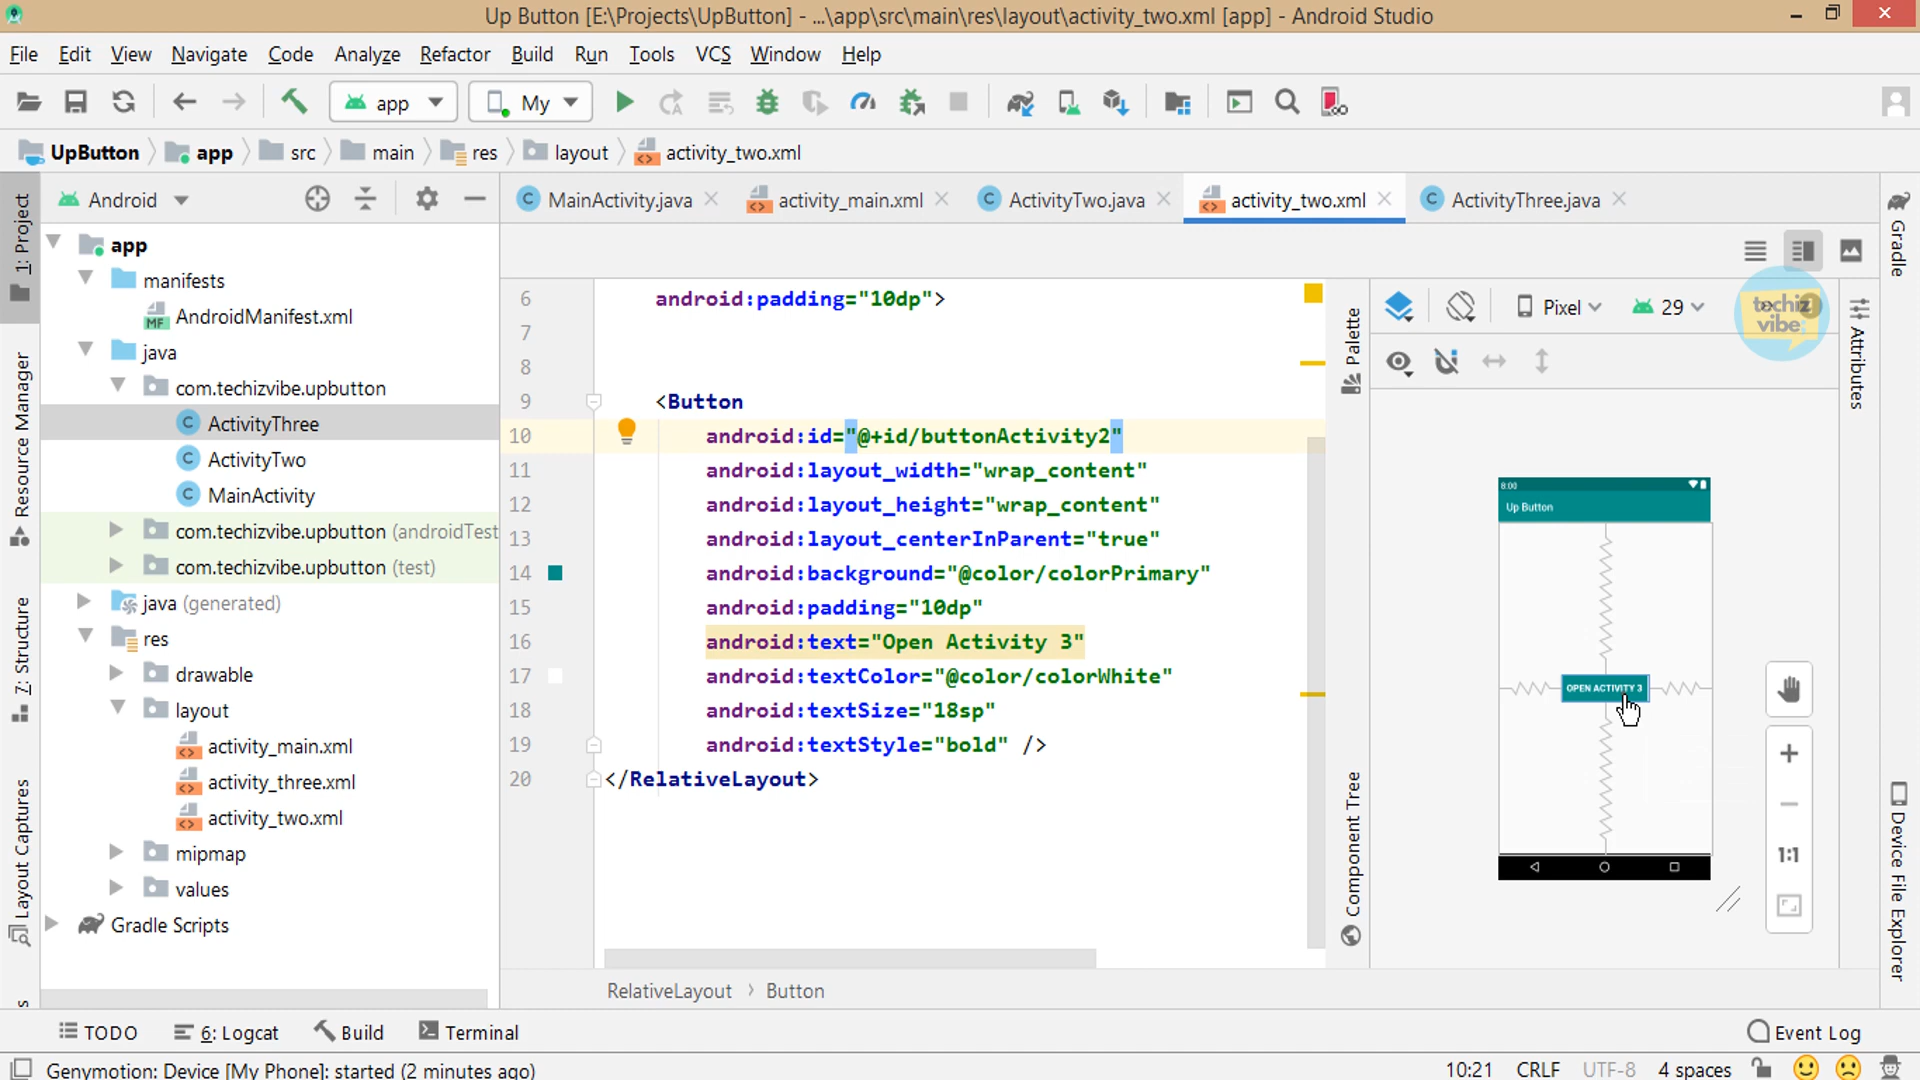 Up Button [E:\Projects\UpButton] - ...\app\src\main\res\layout\activity_two.xml [app] - Android Studio
File Edit View Navigate Code Analyze Refactor Build Run Tools VCS Window Help
app My
UpButton app src main res layout activity_two.xml
Android
MainActivity.java activity_main.xml ActivityTwo.java activity_two.xml ActivityThree.java
1: Project
Resource Manager
7: Structure
Layout Captures
app
manifests
AndroidManifest.xml
java
com.techizvibe.upbutton
ActivityThree
ActivityTwo
MainActivity
com.techizvibe.upbutton (androidTest
com.techizvibe.upbutton (test)
java (generated)
res
drawable
layout
activity_main.xml
activity_three.xml
activity_two.xml
mipmap
values
Gradle Scripts
6 android:padding="10dp">
7
8
9 <Button
10 android:id="@+id/buttonActivity2"
11 android:layout_width="wrap_content"
12 android:layout_height="wrap_content"
13 android:layout_centerInParent="true"
14 android:background="@color/colorPrimary"
15 android:padding="10dp"
16 android:text="Open Activity 3"
17 android:textColor="@color/colorWhite"
18 android:textSize="18sp"
19 android:textStyle="bold" />
20 </RelativeLayout>
RelativeLayout Button
Palette
Component Tree
Pixel 29
techiz
vibe
8:00
Up Button
OPEN ACTIVITY 3
1:1
Gradle
Attributes
Device File Explorer
TODO 6: Logcat Build Terminal Event Log
Genymotion: Device [My Phone]: started (2 minutes ago) 10:21 CRLF UTF-8 4 spaces